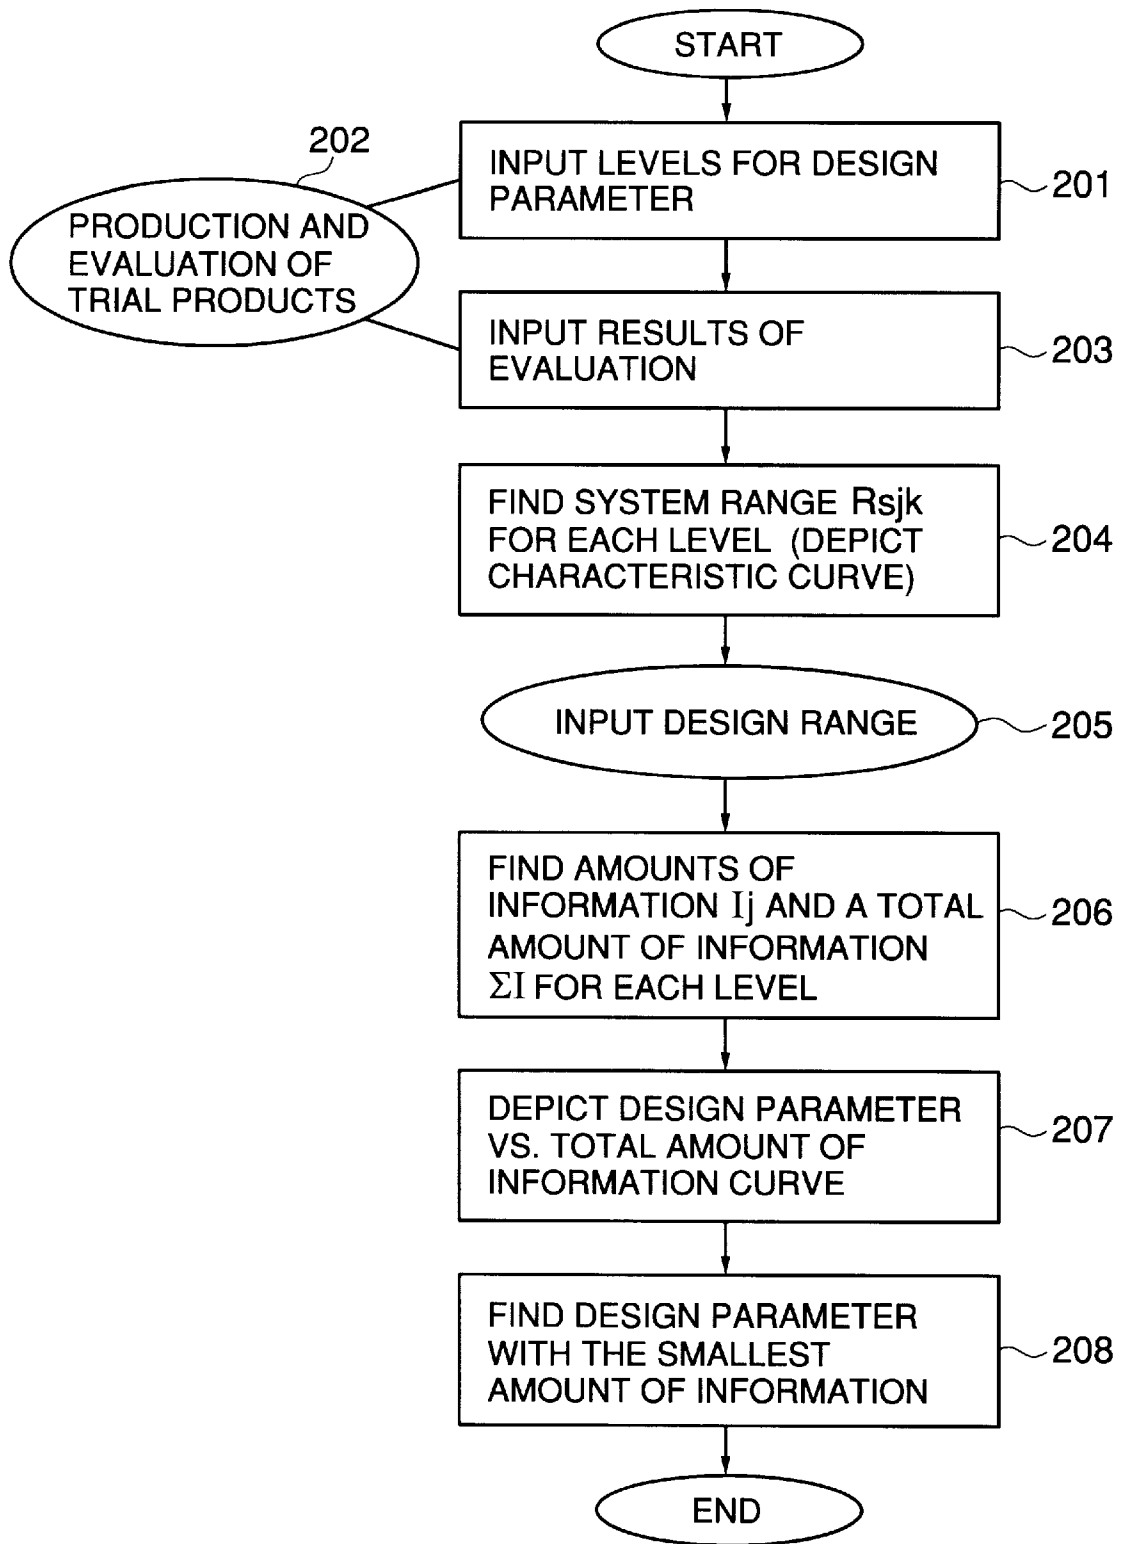 START
202
INPUT LEVELS FOR DESIGN
PARAMETER
201
PRODUCTION AND
EVALUATION OF
TRIAL PRODUCTS
INPUT RESULTS OF
EVALUATION
203
FIND SYSTEM RANGE Rsjk
FOR EACH LEVEL (DEPICT
CHARACTERISTIC CURVE)
204
INPUT DESIGN RANGE
205
FIND AMOUNTS OF
INFORMATION Ij AND A TOTAL
AMOUNT OF INFORMATION
ΣI FOR EACH LEVEL
206
DEPICT DESIGN PARAMETER
VS. TOTAL AMOUNT OF
INFORMATION CURVE
207
FIND DESIGN PARAMETER
WITH THE SMALLEST
AMOUNT OF INFORMATION
208
END